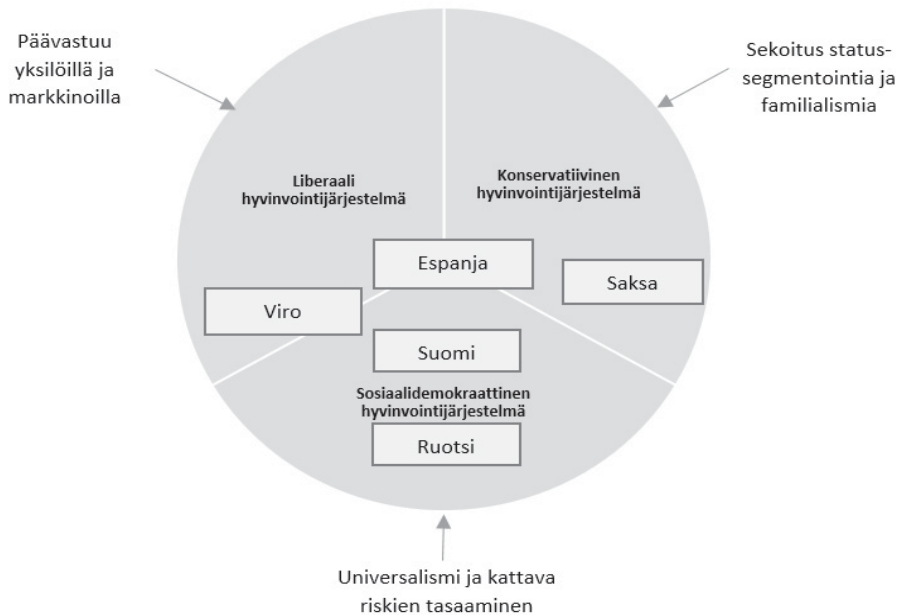 Päävastuu
yksilöillä ja
markkinoilla
Sekoitus status-
segmentointia ja
familialismia
Liberaali
hyvinvointijärjestelmä
Konservatiivinen
hyvinvointijärjestelmä
Espanja
Saksa
Viro
Suomi
Sosiaalidemokraattinen
hyvinvointijärjestelmä
Ruotsi
Universalismi ja kattava
riskien tasaaminen